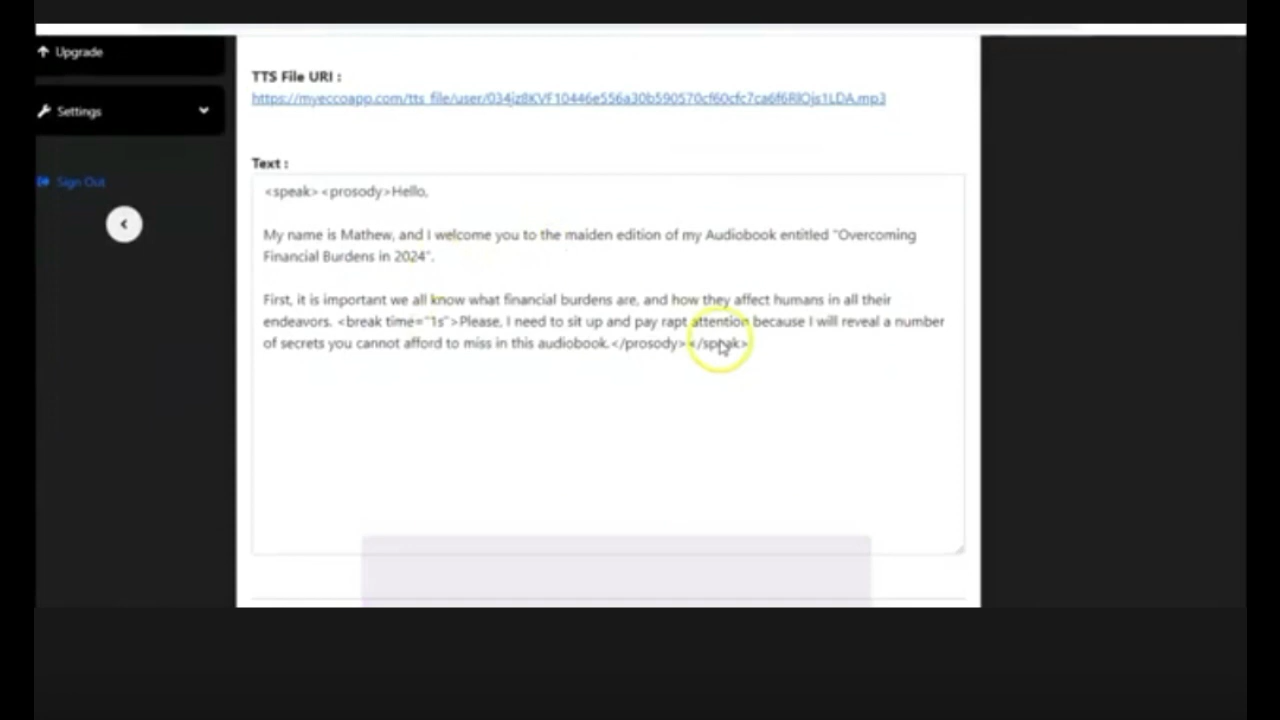 Upgrade
Settings
Sign Out
TTS File URI :
https://myeccoapp.com/tts_file/user/034jz8KVF10446e556a30b590570cf60cfc7ca6f6RlOjs1LDA.mp3
Text :
<speak> <prosody>Hello,
My name is Mathew, and I welcome you to the maiden edition of my Audiobook entitled "Overcoming
Financial Burdens in 2024".
First, it is important we all know what financial burdens are, and how they affect humans in all their
endeavors. <break time="1s">Please, I need to sit up and pay rapt attention because I will reveal a number
of secrets you cannot afford to miss in this audiobook.</prosody></speak>